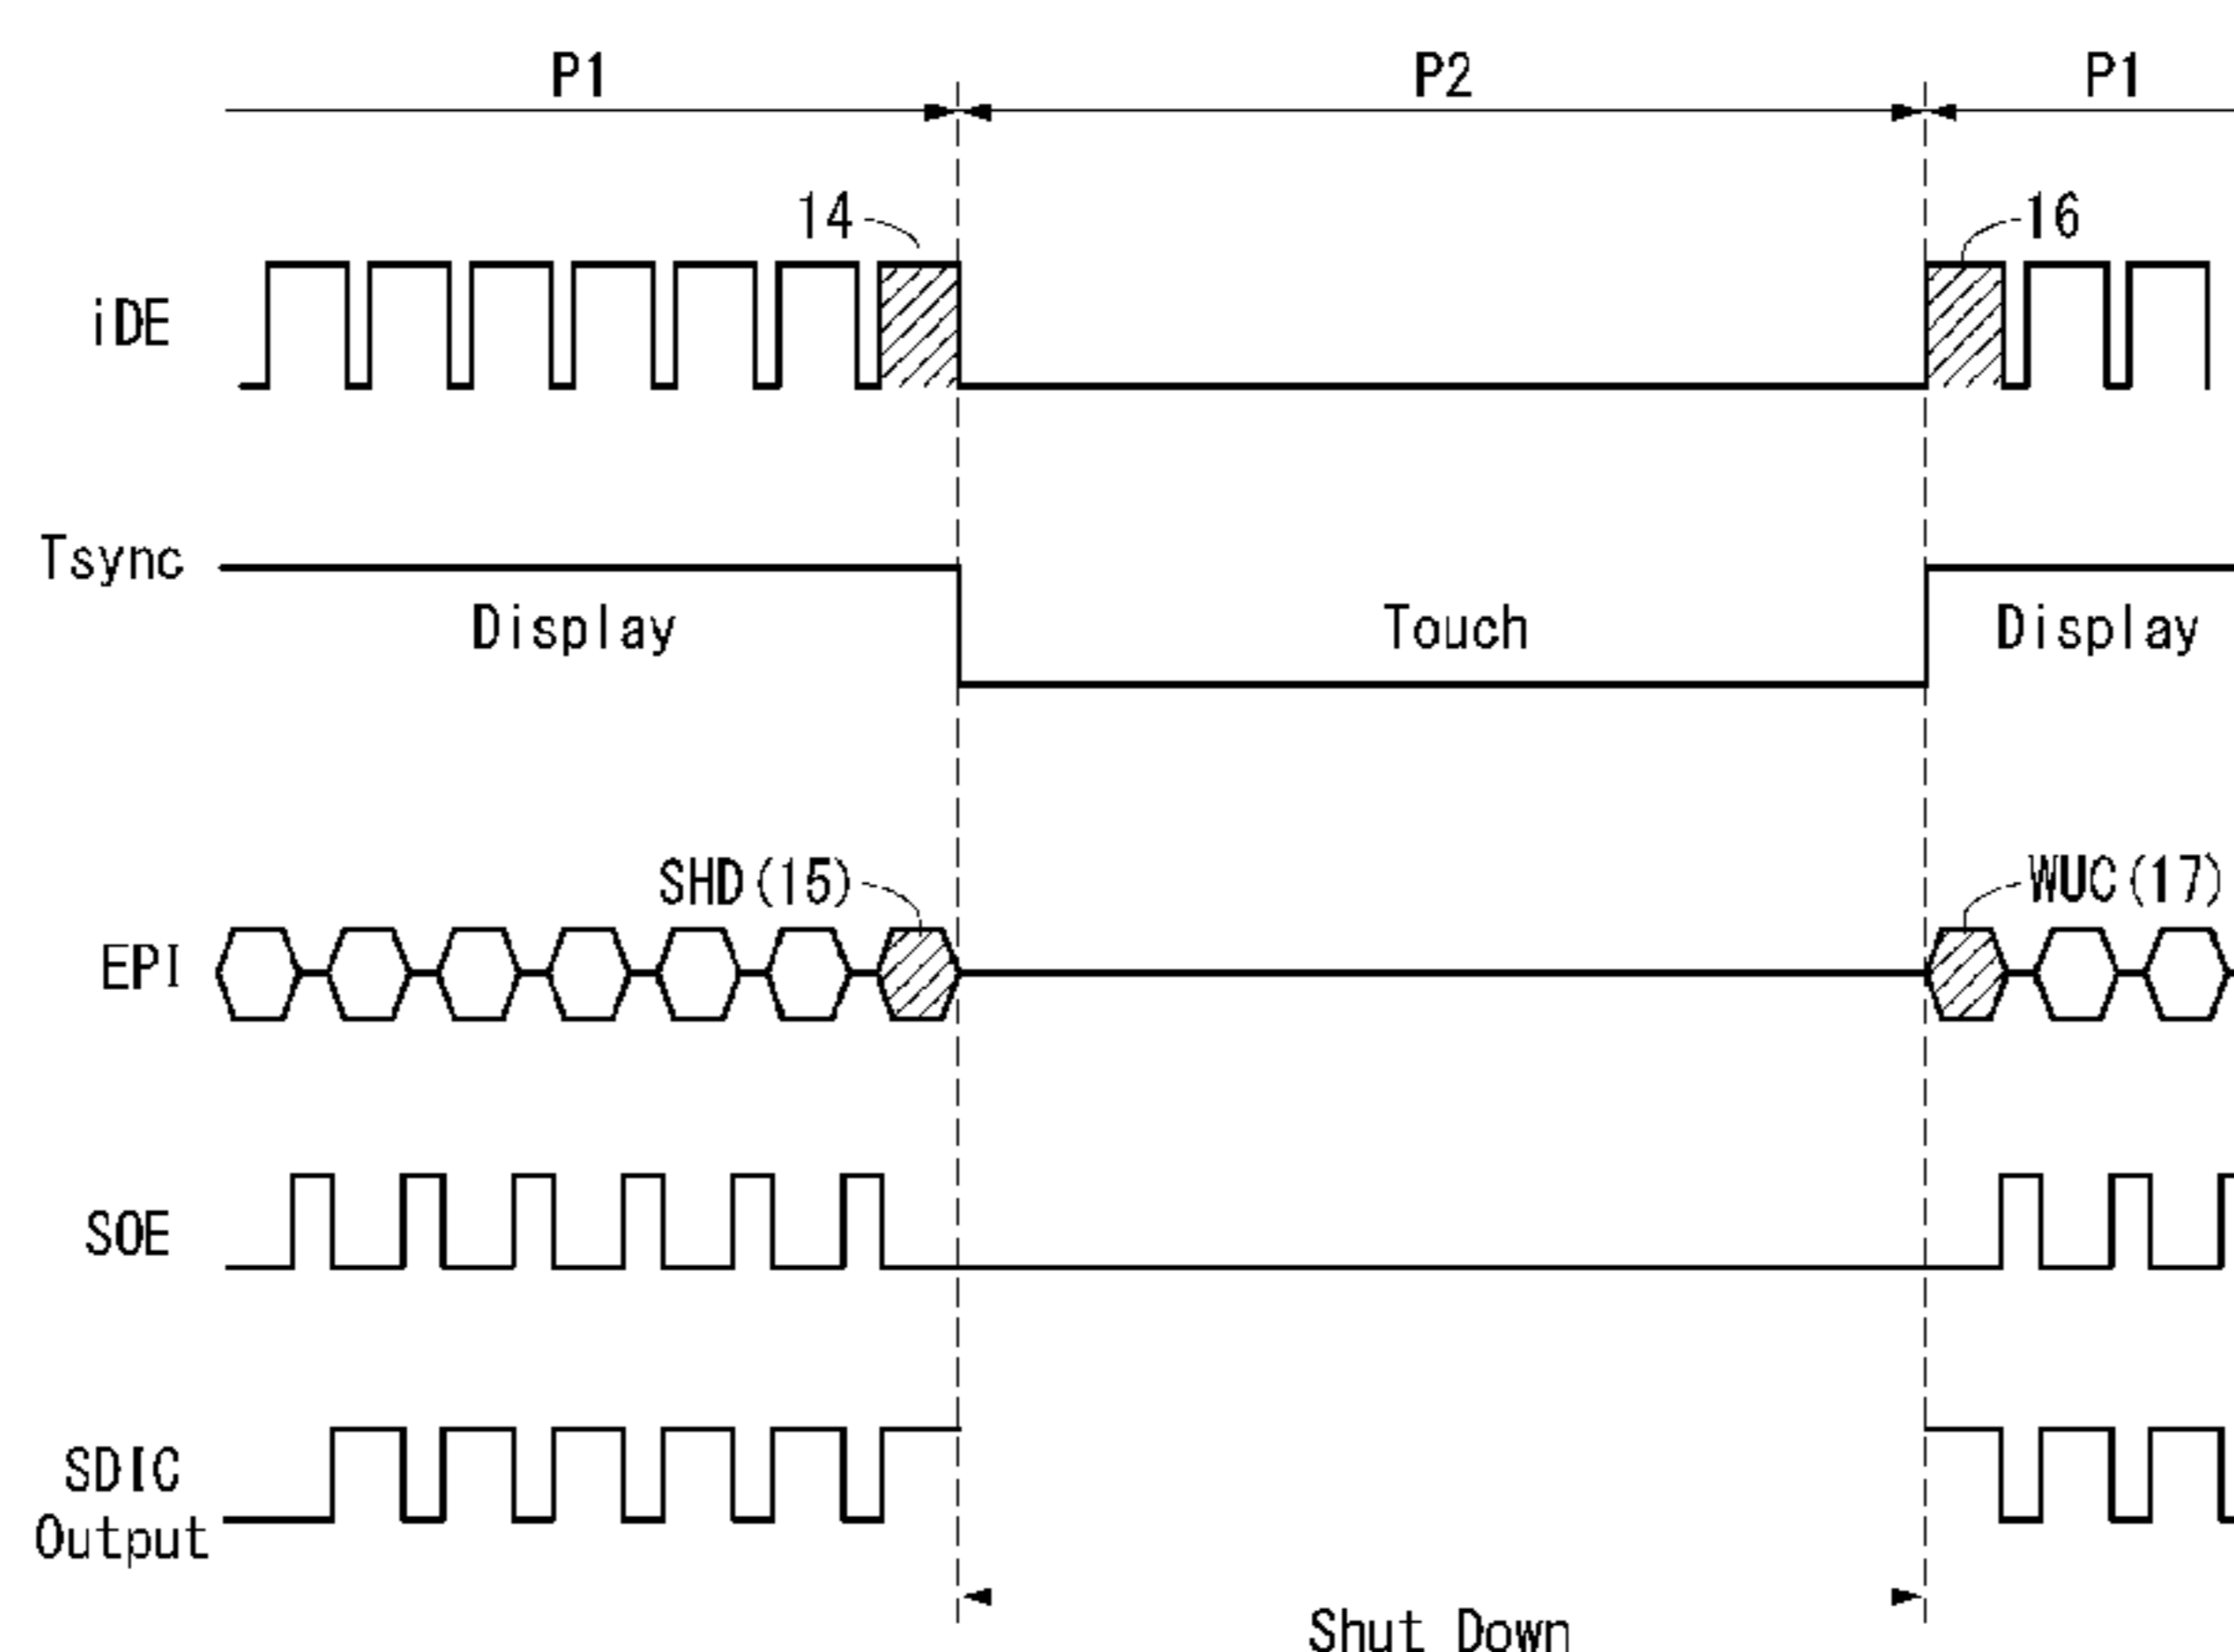 P1 P2 P1
14 16
iDE
Tsync
Display Touch Display
SHD(15) WUC(17)
EPI
SOE
SDIC
Output
Shut Down